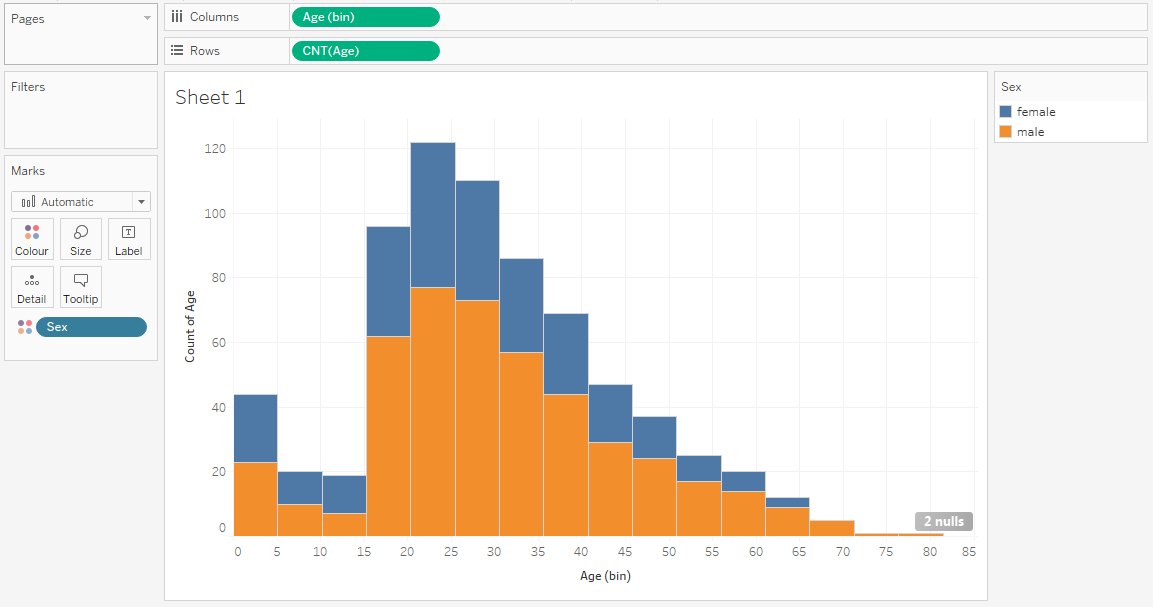 Pages
Columns
Age (bin)
Rows
CNT(Age)
Filters
Marks
Automatic
Colour
Size
Label
Detail
Tooltip
Sex
Sheet 1
Count of Age
120
100
80
60
40
20
0
2 nulls
0 5 10 15 20 25 30 35 40 45 50 55 60 65 70 75 80 85
Age (bin)
Sex
female
male